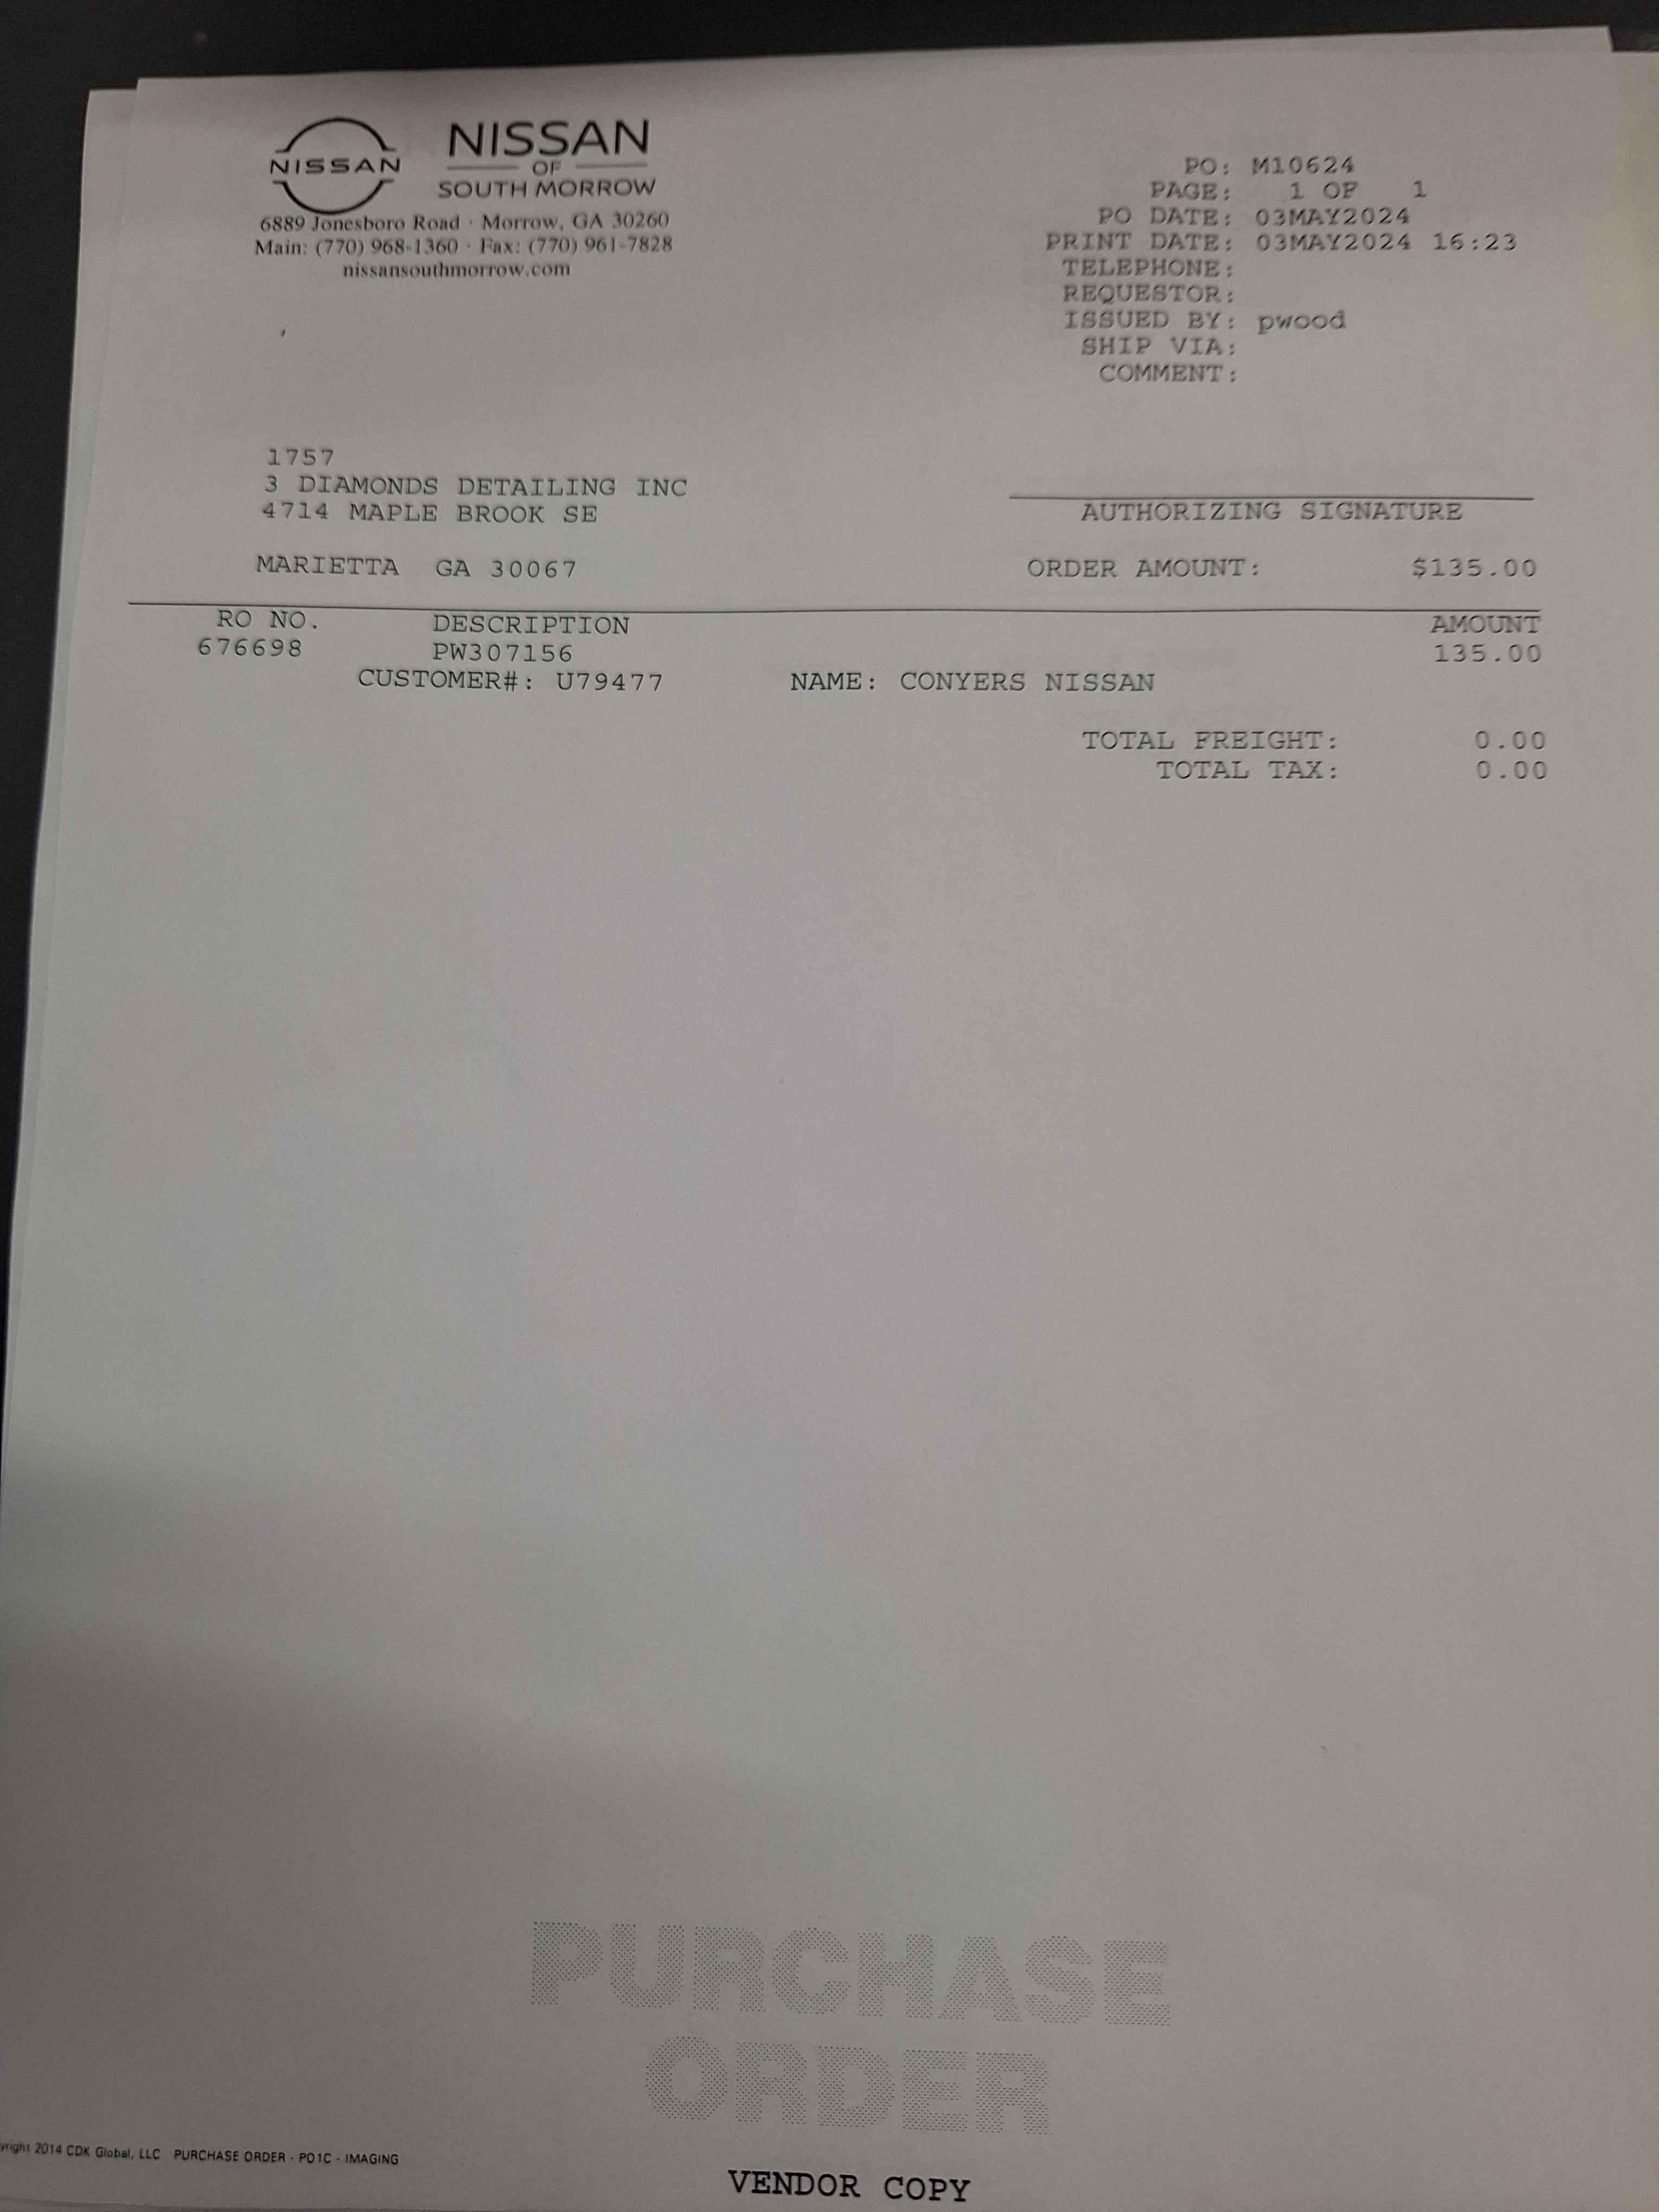 NISSAN
NISSAN
OF
SOUTH MORROW
6889 Jonesboro Road · Morrow, GA 30260
Main: (770) 968-1360 · Fax: (770) 961-7828
nissansouthmorrow.com
PO: M10624
PAGE: 1 OF 1
PO DATE: 03MAY2024
PRINT DATE: 03MAY2024 16:23
TELEPHONE:
REQUESTOR:
ISSUED BY: pwood
SHIP VIA:
COMMENT:
1757
3 DIAMONDS DETAILING INC
4714 MAPLE BROOK SE
MARIETTA GA 30067
AUTHORIZING SIGNATURE
ORDER AMOUNT: $135.00
RO NO. DESCRIPTION AMOUNT
676698 PW307156 135.00
CUSTOMER#: U79477 NAME: CONYERS NISSAN
TOTAL FREIGHT: 0.00
TOTAL TAX: 0.00
PURCHASE
ORDER
2014 CDK Global, LLC PURCHASE ORDER - PO1C - IMAGING
VENDOR COPY